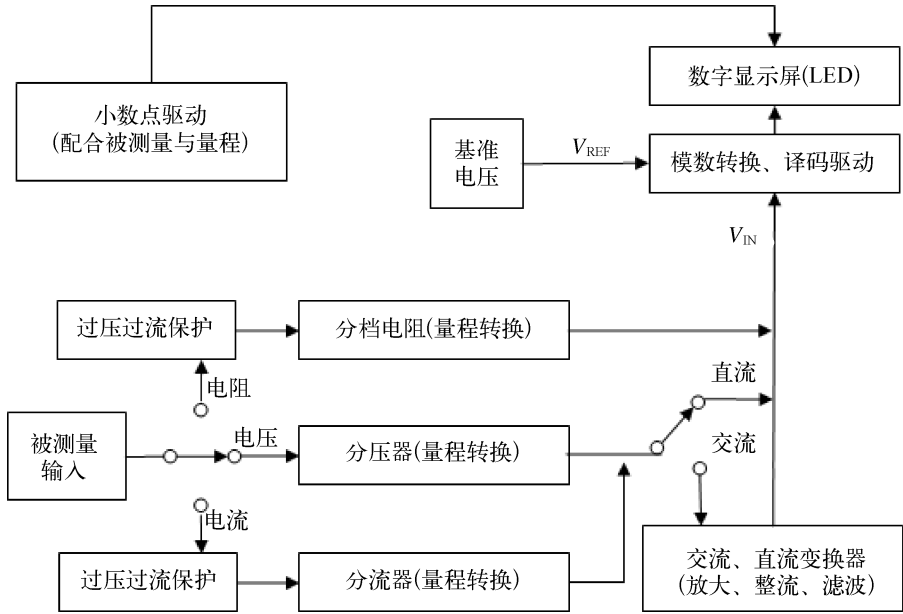 数字显示屏(LED)
小数点驱动
(配合被测量与量程)
基准
电压
V_REF
模数转换、译码驱动
V_IN
过压过流保护
分档电阻(量程转换)
电阻
直流
被测量
输入
电压
分压器(量程转换)
交流
电流
过压过流保护
分流器(量程转换)
交流、直流变换器
(放大、整流、滤波)